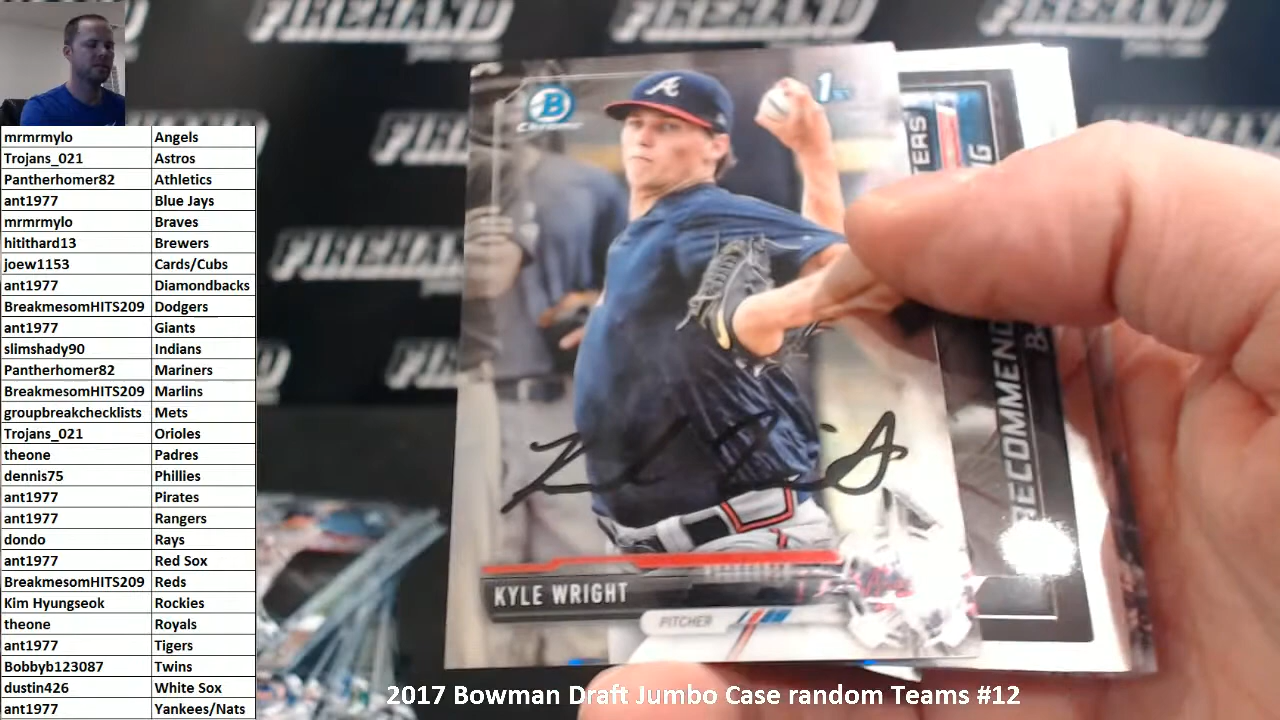 FIREHAND
FIREHAND
FIREHAND
FIREHAND
mrmrmylo Angels
Trojans_021 Astros
Pantherhomer82 Athletics
ant1977 Blue Jays
mrmrmylo Braves
hitithard13 Brewers
joew1153 Cards/Cubs
ant1977 Diamondbacks
BreakmesomHITS209 Dodgers
ant1977 Giants
slimshady90 Indians
Pantherhomer82 Mariners
BreakmesomHITS209 Marlins
groupbreakchecklists Mets
Trojans_021 Orioles
theone Padres
dennis75 Phillies
ant1977 Pirates
ant1977 Rangers
dondo Rays
ant1977 Red Sox
BreakmesomHITS209 Reds
Kim Hyungseok Rockies
theone Royals
ant1977 Tigers
Bobbyb123087 Twins
dustin426 White Sox
ant1977 Yankees/Nats
B
CHROME
A
1st
KYLE WRIGHT
PITCHER
2017 Bowman Draft Jumbo Case random Teams #12